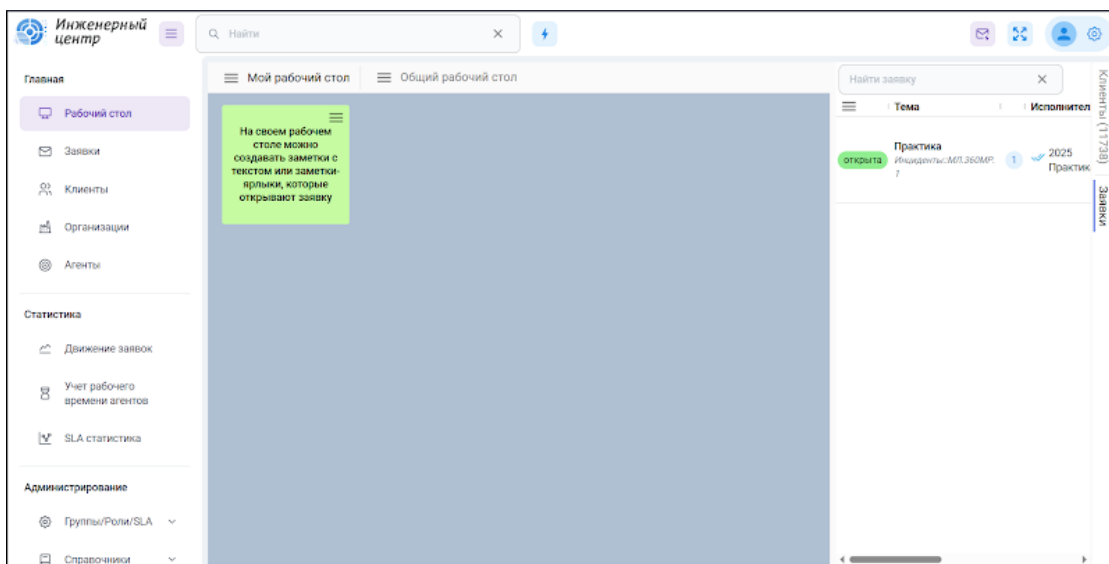 Инженерный
центр
Найти
Главная
Рабочий стол
Заявки
Клиенты
Организации
Агенты
Статистика
Движение заявок
Учет рабочего
времени агентов
SLA статистика
Администрирование
Группы/Роли/SLA
Справочники
Мой рабочий стол
Общий рабочий стол
На своем рабочем
столе можно
создавать заметки с
текстом или заметки-
ярлыки, которые
открывают заявку
Найти заявку
Тема
Исполнител
открыта
Практика
Инциденты::МЛ.360МР.
1
1
2025
Практик
Клиенты (11738)
Заявки